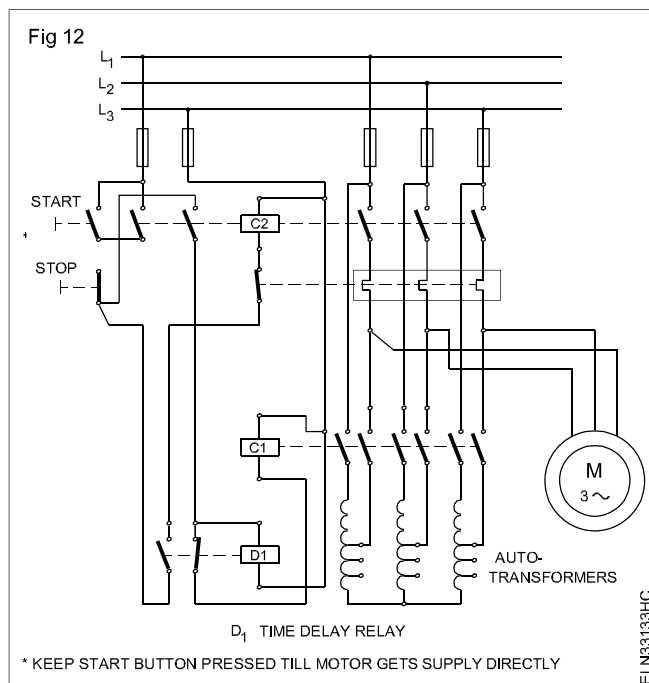 Fig 12
L1
L2
L3
START
*
C2
STOP
C1
M
3 ~
D1
AUTO-
TRANSFORMERS
D1 TIME DELAY RELAY
* KEEP START BUTTON PRESSED TILL MOTOR GETS SUPPLY DIRECTLY
ELN33133HC